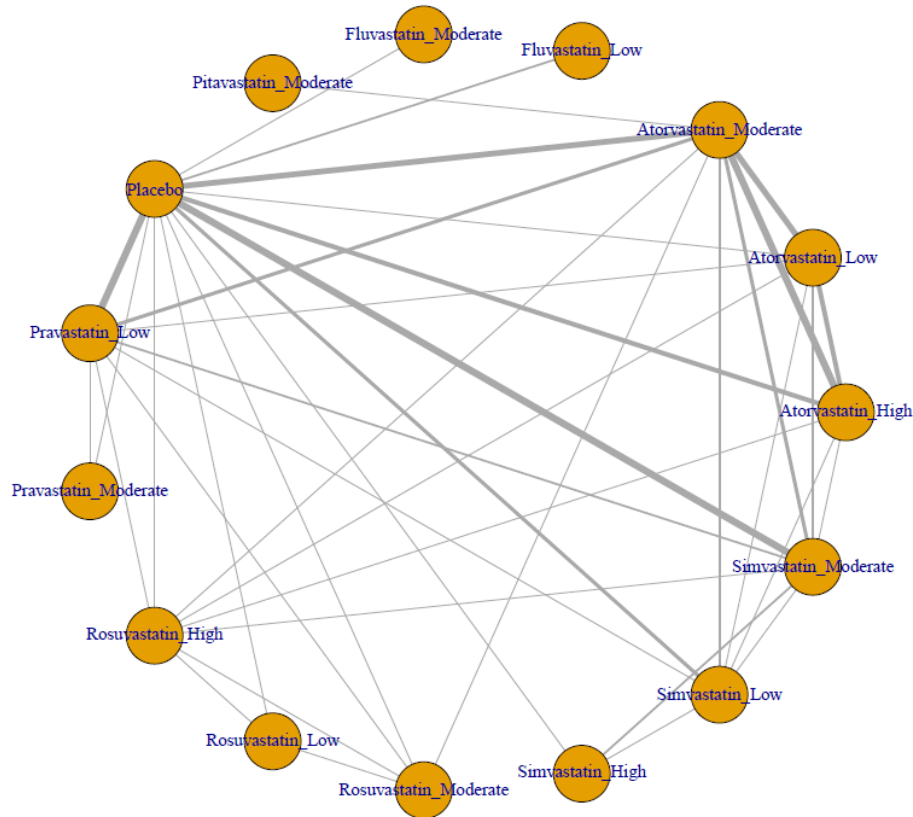 Fluvastatin_Moderate
Fluvastatin_Low
Pitavastatin_Moderate
Atorvastatin_Moderate
Placebo
Atorvastatin_Low
Pravastatin_Low
Atorvastatin_High
Pravastatin_Moderate
Simvastatin_Moderate
Rosuvastatin_High
Simvastatin_Low
Rosuvastatin_Low
Simvastatin_High
Rosuvastatin_Moderate